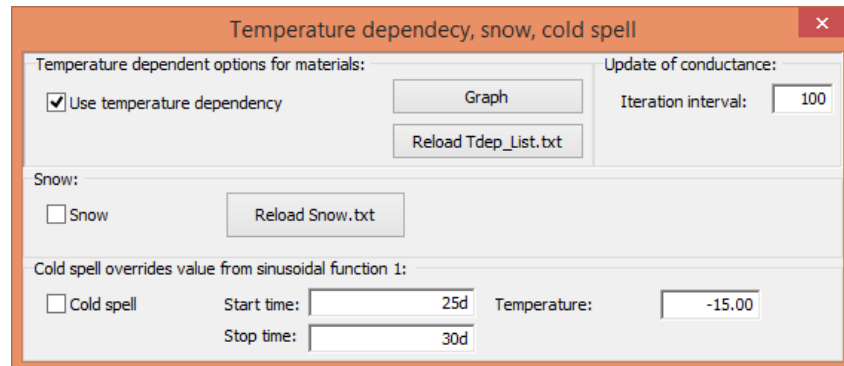 Temperature dependecy, snow, cold spell
Temperature dependent options for materials:
Update of conductance:
Use temperature dependency
Graph
Iteration interval: 100
Reload Tdep_List.txt
Snow:
Snow
Reload Snow.txt
Cold spell overrides value from sinusoidal function 1:
Cold spell Start time: 25d Temperature: -15.00
Stop time: 30d